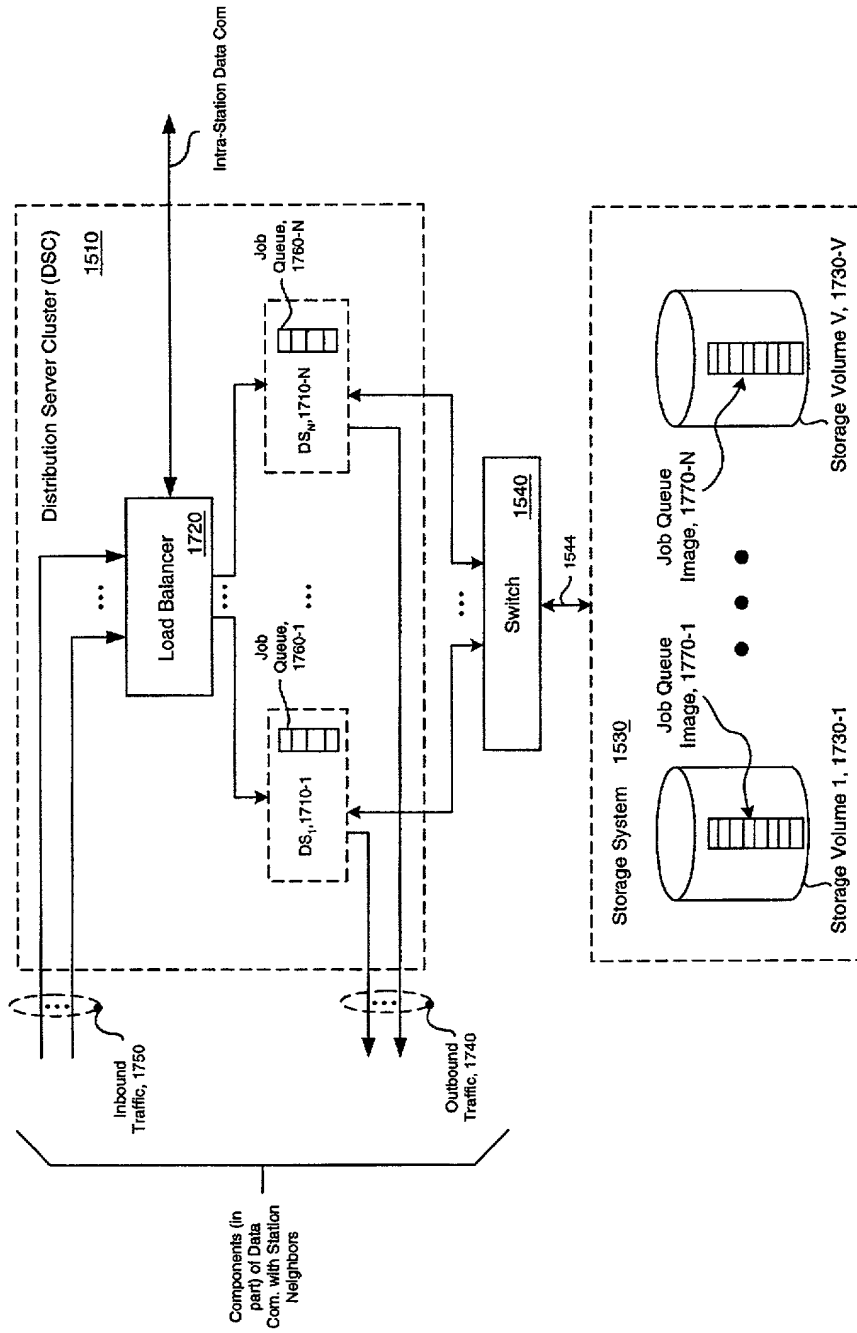 Distribution Server Cluster (DSC)
1510
Intra-Station Data Com
Inbound
Traffic, 1750
• • •
• • •
Load Balancer
1720
• • •
Job
Queue,
1760-1
DS1, 1710-1
• • •
Job
Queue,
1760-N
DSN, 1710-N
Outbound
Traffic, 1740
• • •
Components (in
part) of Data
Com. with Station
Neighbors
• • •
Switch
1540
1544
Storage System 1530
Job Queue
Image, 1770-1
Storage Volume 1, 1730-1
• • •
Job Queue
Image, 1770-N
Storage Volume V, 1730-V